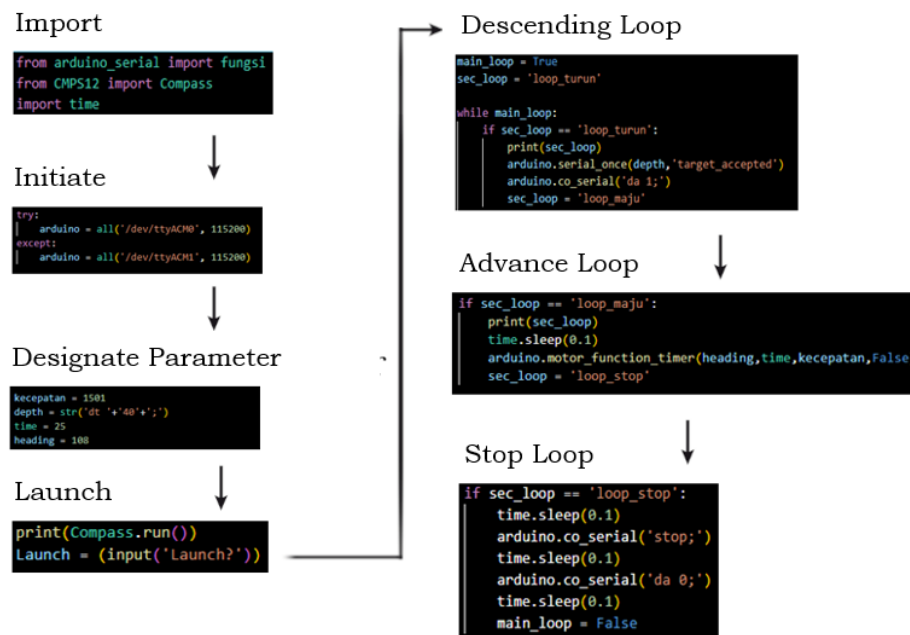 Import
from arduino_serial import fungsi
from CMPS12 import Compass
import time
Initiate
try:
arduino = all('/dev/ttyACM0', 115200)
except:
arduino = all('/dev/ttyACM1', 115200)
Designate Parameter
kecepatan = 1501
depth = str('dt '+'40'+';')
time = 25
heading = 108
Launch
print(Compass.run())
Launch = (input('Launch?'))
Descending Loop
main_loop = True
sec_loop = 'loop_turun'
while main_loop:
if sec_loop == 'loop_turun':
print(sec_loop)
arduino.serial_once(depth,'target_accepted')
arduino.co_serial('da 1;')
sec_loop = 'loop_maju'
Advance Loop
if sec_loop == 'loop_maju':
print(sec_loop)
time.sleep(0.1)
arduino.motor_function_timer(heading,time,kecepatan,False
sec_loop = 'loop_stop'
Stop Loop
if sec_loop == 'loop_stop':
time.sleep(0.1)
arduino.co_serial('stop;')
time.sleep(0.1)
arduino.co_serial('da 0;')
time.sleep(0.1)
main_loop = False